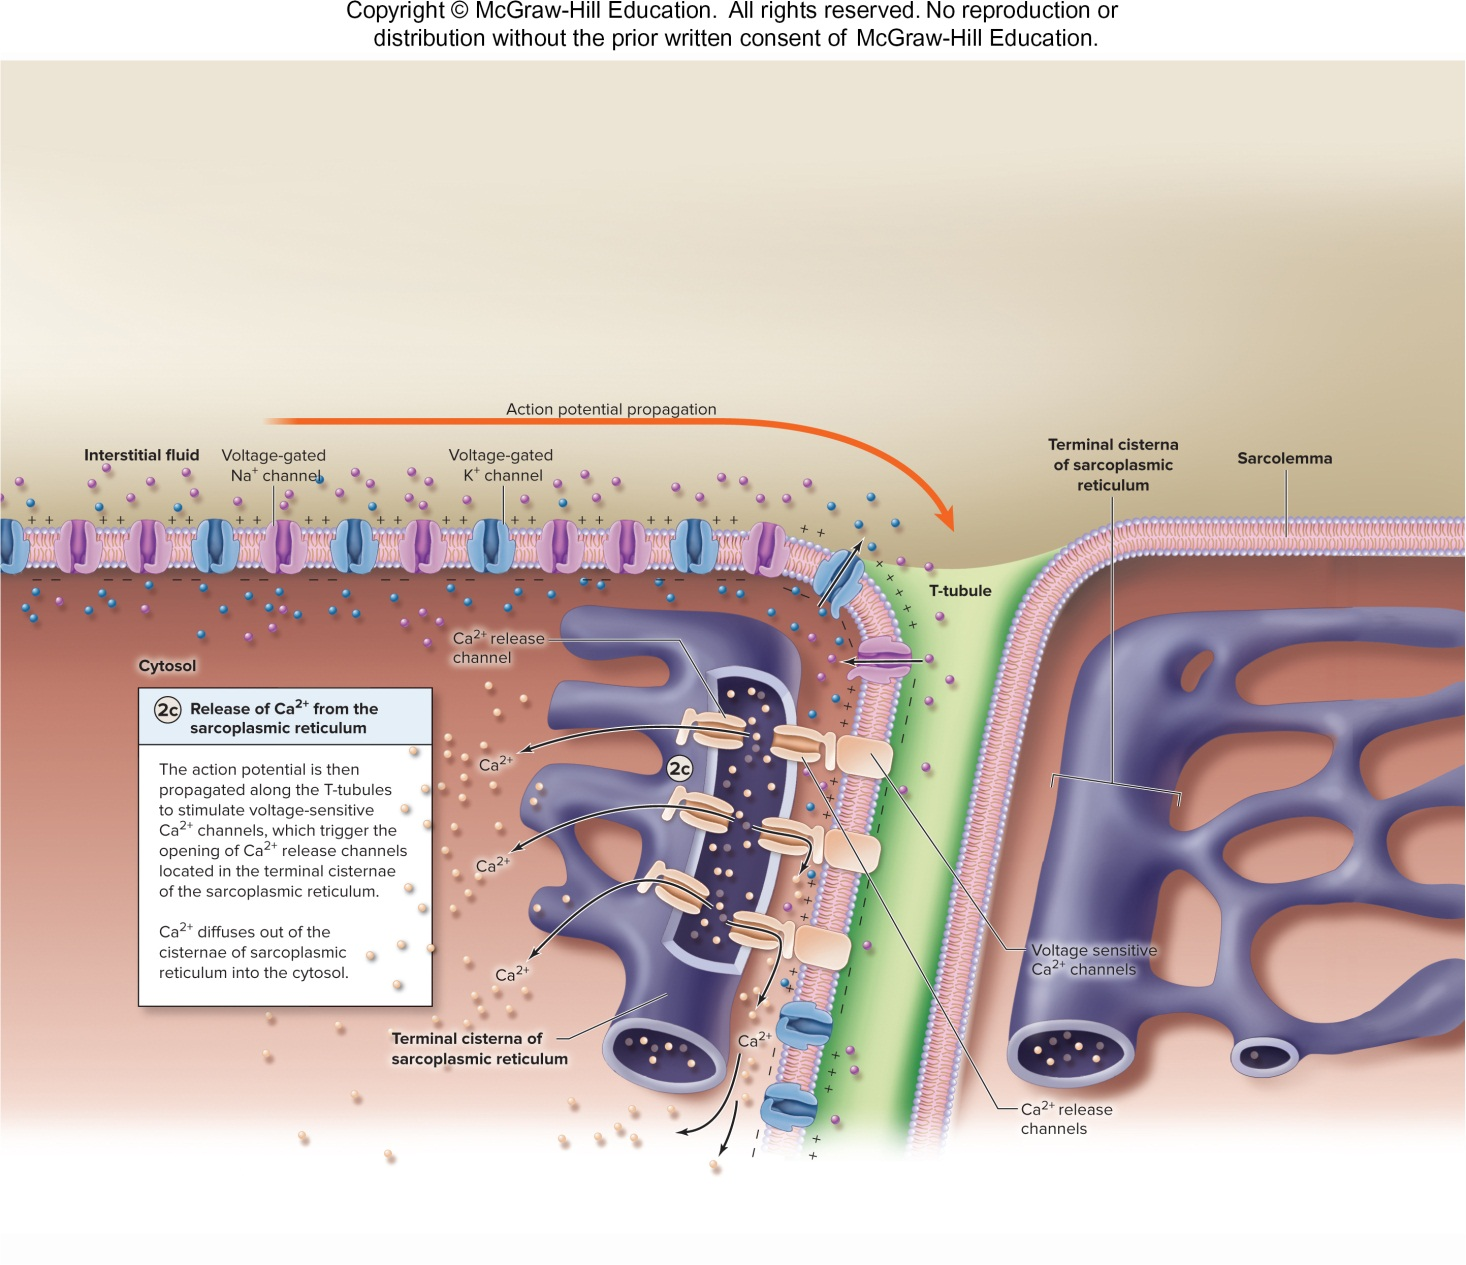 Copyright © McGraw-Hill Education. All rights reserved. No reproduction or
distribution without the prior written consent of McGraw-Hill Education.
Action potential propagation
Interstitial fluid
Voltage-gated
Na⁺ channel
Voltage-gated
K⁺ channel
Terminal cisterna
of sarcoplasmic
reticulum
Sarcolemma
T-tubule
Ca²⁺ release
channel
Cytosol
2c Release of Ca²⁺ from the
sarcoplasmic reticulum
The action potential is then
propagated along the T-tubules
to stimulate voltage-sensitive
Ca²⁺ channels, which trigger the
opening of Ca²⁺ release channels
located in the terminal cisternae
of the sarcoplasmic reticulum.
Ca²⁺ diffuses out of the
cisternae of sarcoplasmic
reticulum into the cytosol.
Ca²⁺
2c
Ca²⁺
Ca²⁺
Voltage sensitive
Ca²⁺ channels
Terminal cisterna of
sarcoplasmic reticulum
Ca²⁺
Ca²⁺ release
channels